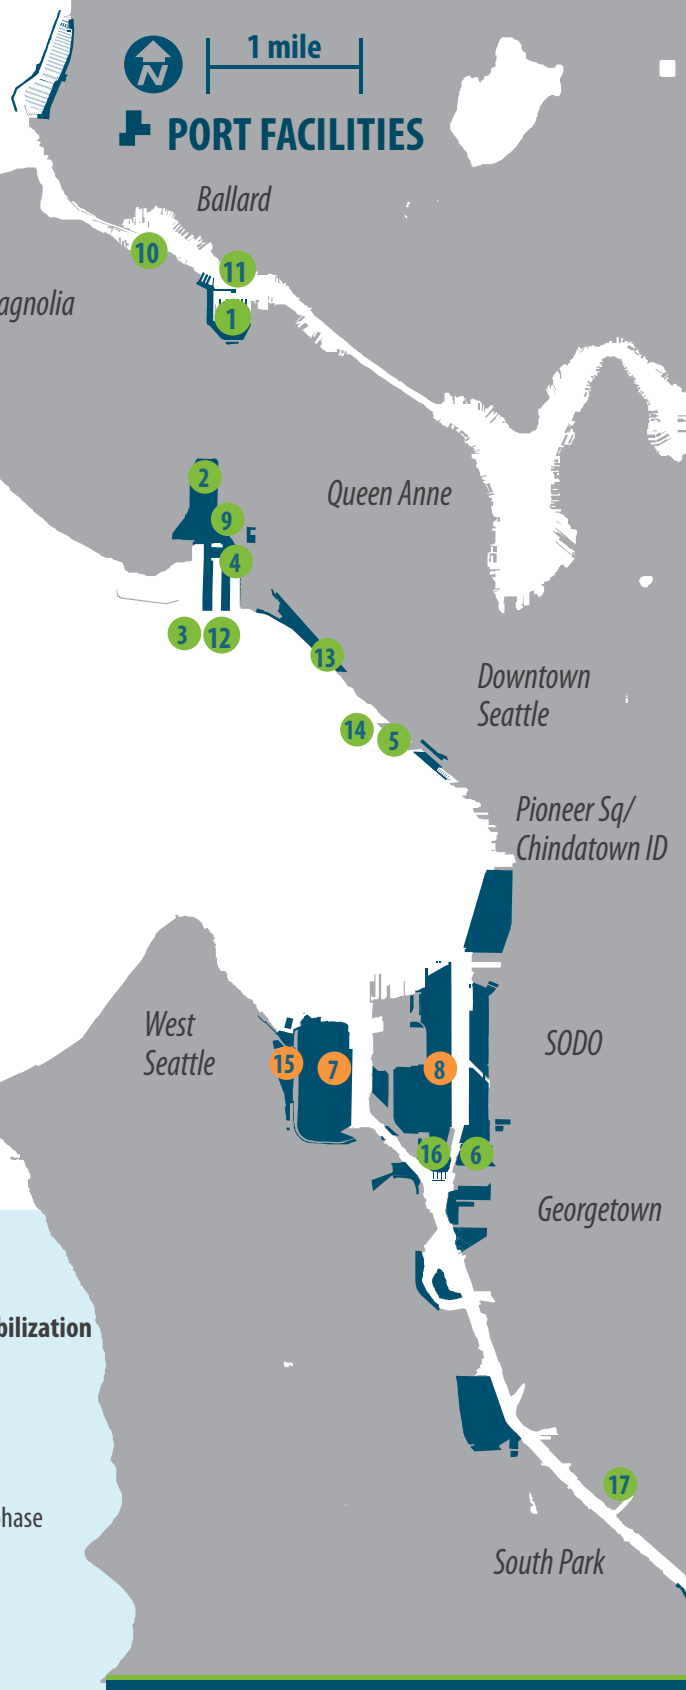 1 mile
N
PORT FACILITIES
Ballard
10
11
agnolia
1
2
Queen Anne
9
4
3
12
13
Downtown
Seattle
14
5
Pioneer Sq/
Chindatown ID
West
Seattle
SODO
15
7
8
16
6
Georgetown
bilization
17
hase
South Park